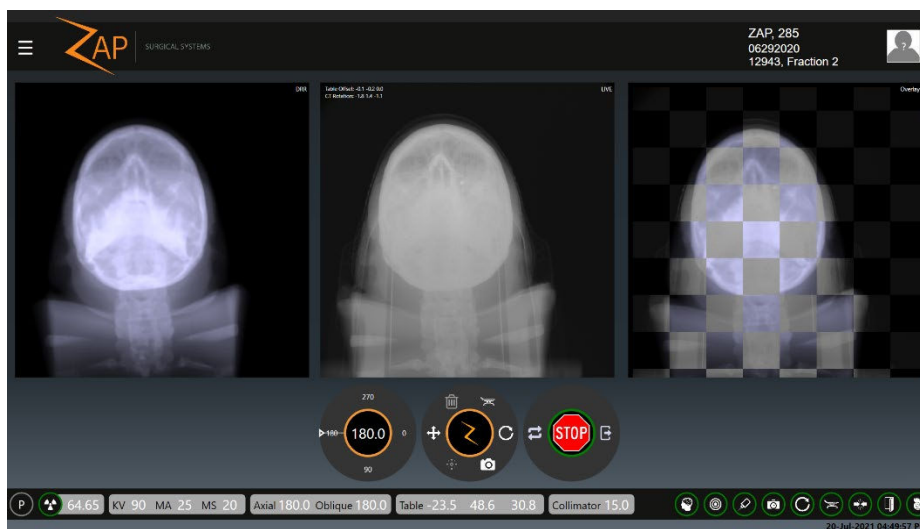 ZAP
SURGICAL SYSTEMS
ZAP, 285
06292020
12943, Fraction 2
DRR
Table Offset: -0.1 -0.2 0.0
CT Rotation: -1.8 1.4 -1.1
LIVE
Overlay
270
180
180.0
0
90
STOP
P
64.65
KV 90 MA 25 MS 20
Axial 180.0 Oblique 180.0
Table -23.5 48.6 30.8
Collimator 15.0
20-Jul-2021 04:49:57 P